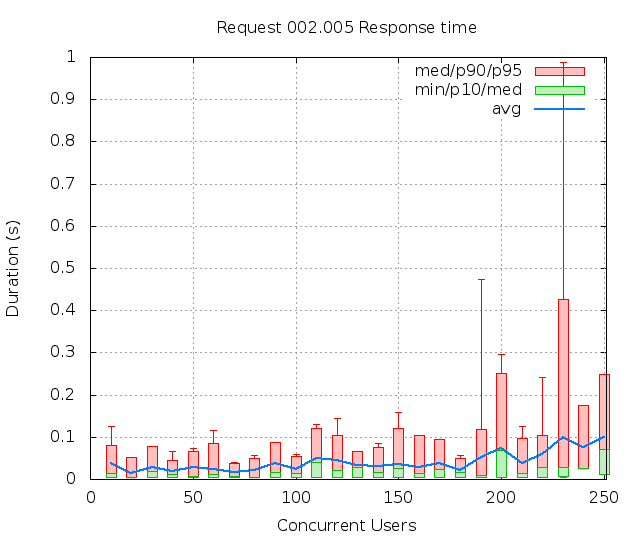 Request 002.005 Response time
med/p90/p95
min/p10/med
avg
Duration (s)
1
0.9
0.8
0.7
0.6
0.5
0.4
0.3
0.2
0.1
0
0 50 100 150 200 250
Concurrent Users